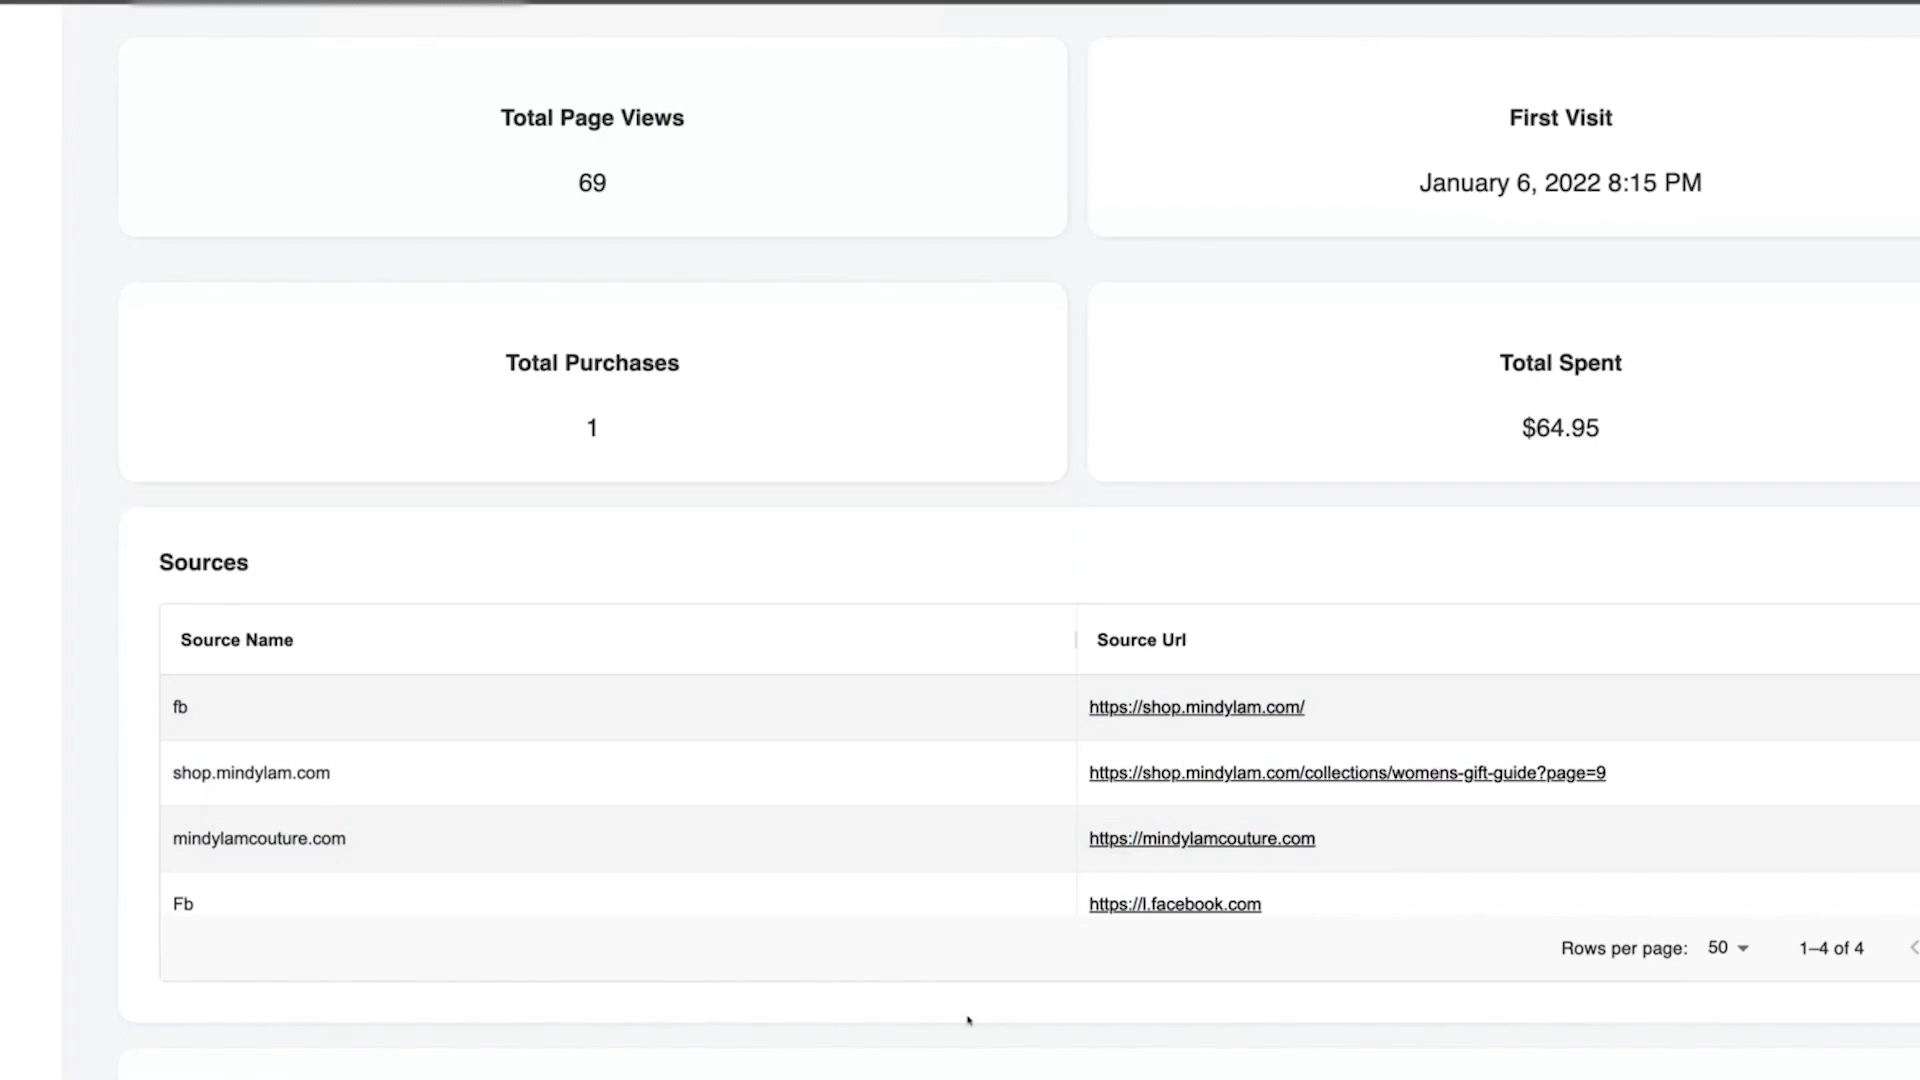 Total Page Views
69
First Visit
January 6, 2022 8:15 PM
Total Purchases
1
Total Spent
$64.95
Sources
Source Name
Source Url
fb
https://shop.mindylam.com/
shop.mindylam.com
https://shop.mindylam.com/collections/womens-gift-guide?page=9
mindylamcouture.com
https://mindylamcouture.com
Fb
https://l.facebook.com
Rows per page: 50
1–4 of 4